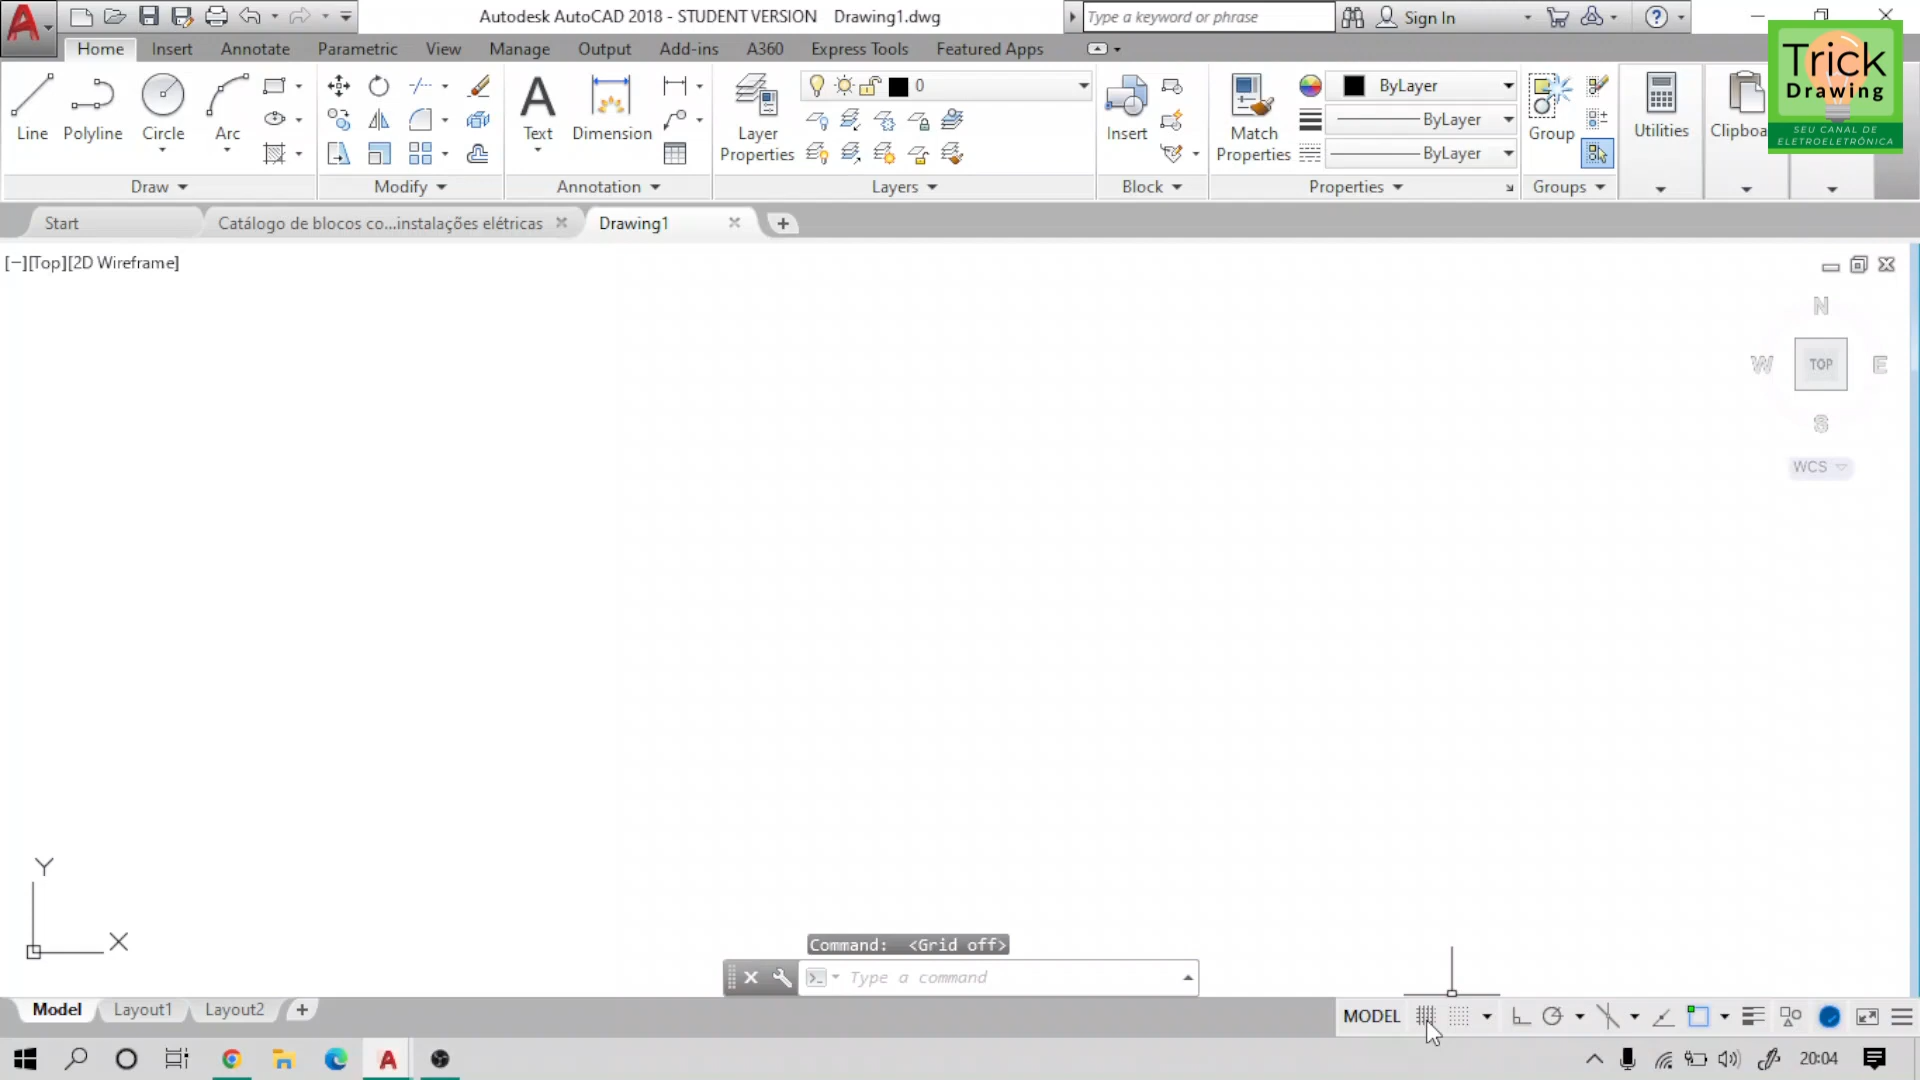 Autodesk AutoCAD 2018 - STUDENT VERSION Drawing1.dwg
Type a keyword or phrase
Sign In
Home Insert Annotate Parametric View Manage Output Add-ins A360 Express Tools Featured Apps
Trick
Drawing
SEU CANAL DE
ELETROELETRÔNICA
Line Polyline Circle Arc
Text Dimension
Layer
Properties
0
Insert
Match
Properties
ByLayer
ByLayer
ByLayer
Group
Utilities
Clipboa
Draw Modify Annotation Layers Block Properties Groups
Start
Catálogo de blocos co...instalações elétricas
Drawing1
[−][Top][2D Wireframe]
N
W TOP E
S
WCS
Y
X
Command: <Grid off>
Type a command
Model Layout1 Layout2
MODEL
20:04